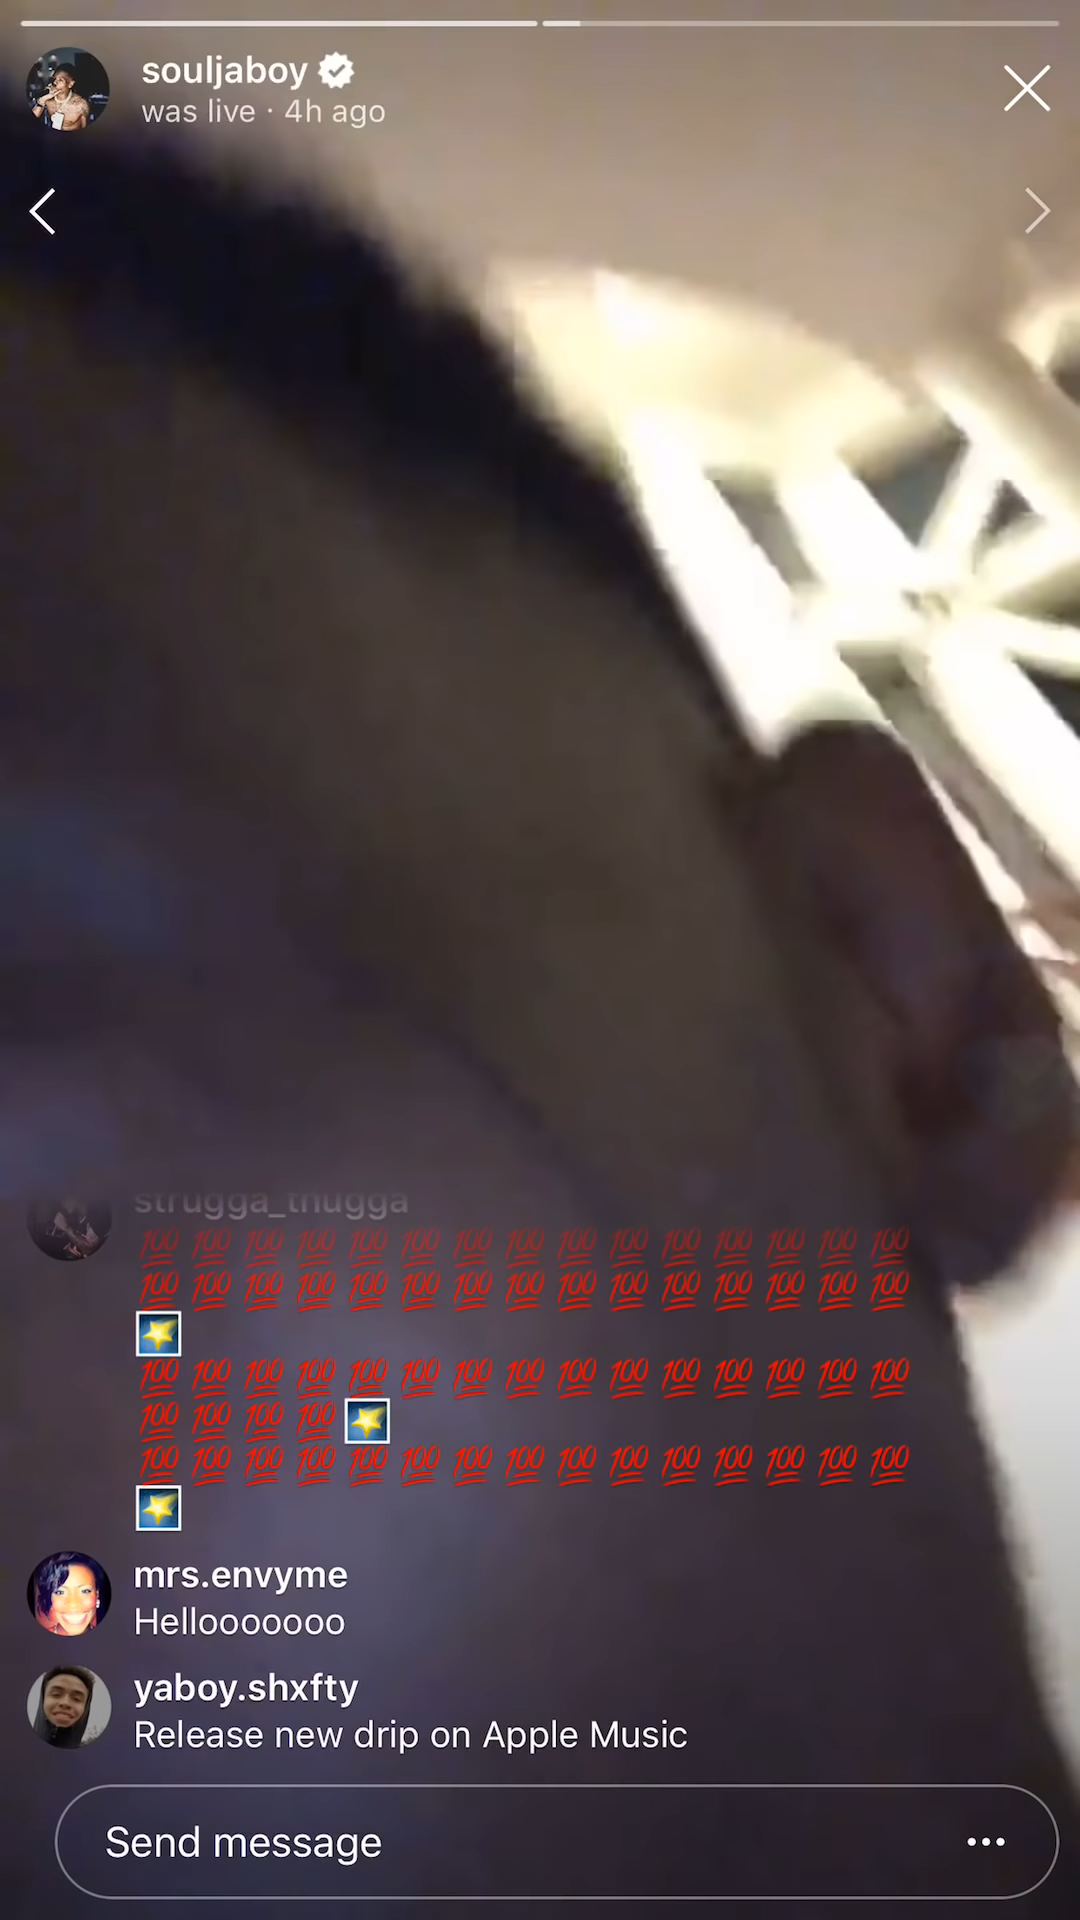 souljaboy
was live · 4h ago
strugga_thugga
💯💯💯💯💯💯💯💯💯💯💯💯💯💯💯
💯💯💯💯💯💯💯💯💯💯💯💯💯💯💯
🌠
💯💯💯💯💯💯💯💯💯💯💯💯💯💯💯
💯💯💯💯🌠
💯💯💯💯💯💯💯💯💯💯💯💯💯💯💯
🌠
mrs.envyme
Hellooooooo
yaboy.shxfty
Release new drip on Apple Music
Send message